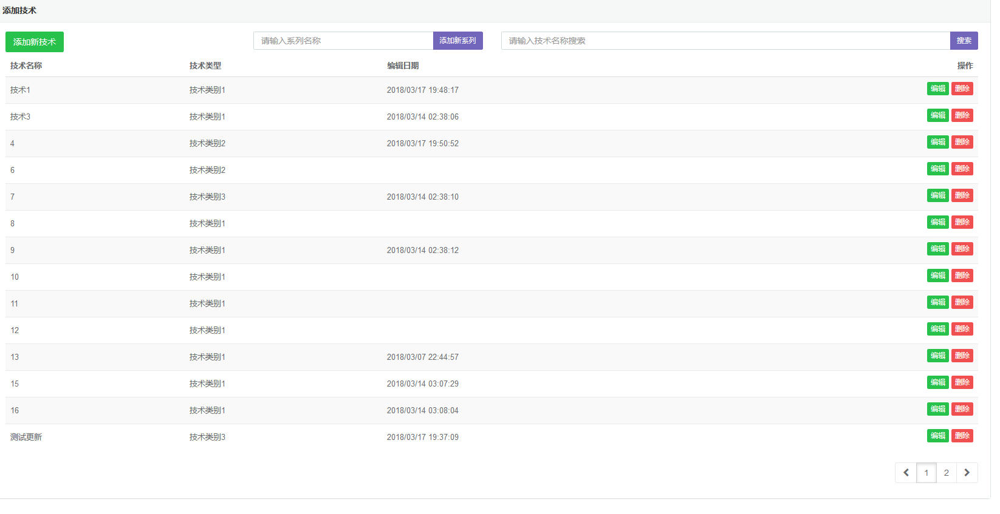 添加技术
添加新技术 请输入系列名称 添加新系列 请输入技术名称搜索 搜索
技术名称 技术类型 编辑日期 操作
技术1 技术类别1 2018/03/17 19:48:17 编辑 删除
技术3 技术类别1 2018/03/14 02:38:06 编辑 删除
4 技术类别2 2018/03/17 19:50:52 编辑 删除
6 技术类别2 编辑 删除
7 技术类别3 2018/03/14 02:38:10 编辑 删除
8 技术类别1 编辑 删除
9 技术类别1 2018/03/14 02:38:12 编辑 删除
10 技术类别1 编辑 删除
11 技术类别1 编辑 删除
12 技术类别1 编辑 删除
13 技术类别1 2018/03/07 22:44:57 编辑 删除
15 技术类别1 2018/03/14 03:07:29 编辑 删除
16 技术类别1 2018/03/14 03:08:04 编辑 删除
测试更新 技术类别3 2018/03/17 19:37:09 编辑 删除
1 2